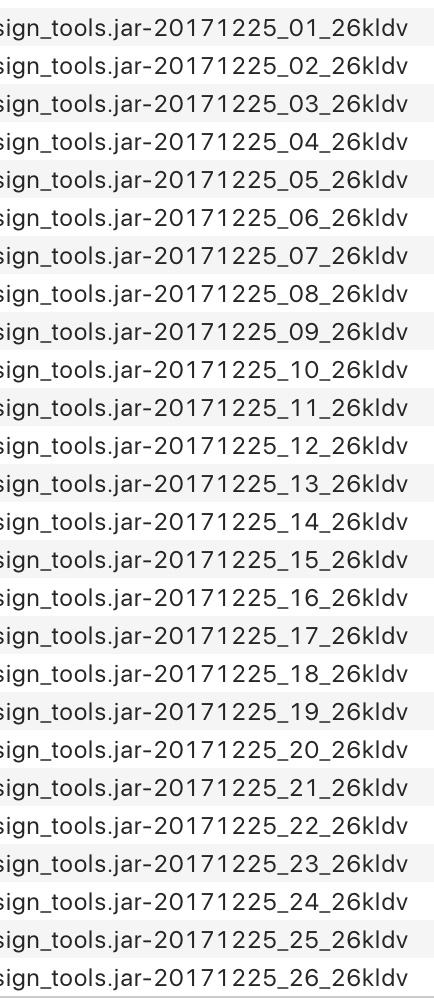 sign_tools.jar-20171225_01_26kldv
sign_tools.jar-20171225_02_26kldv
sign_tools.jar-20171225_03_26kldv
sign_tools.jar-20171225_04_26kldv
sign_tools.jar-20171225_05_26kldv
sign_tools.jar-20171225_06_26kldv
sign_tools.jar-20171225_07_26kldv
sign_tools.jar-20171225_08_26kldv
sign_tools.jar-20171225_09_26kldv
sign_tools.jar-20171225_10_26kldv
sign_tools.jar-20171225_11_26kldv
sign_tools.jar-20171225_12_26kldv
sign_tools.jar-20171225_13_26kldv
sign_tools.jar-20171225_14_26kldv
sign_tools.jar-20171225_15_26kldv
sign_tools.jar-20171225_16_26kldv
sign_tools.jar-20171225_17_26kldv
sign_tools.jar-20171225_18_26kldv
sign_tools.jar-20171225_19_26kldv
sign_tools.jar-20171225_20_26kldv
sign_tools.jar-20171225_21_26kldv
sign_tools.jar-20171225_22_26kldv
sign_tools.jar-20171225_23_26kldv
sign_tools.jar-20171225_24_26kldv
sign_tools.jar-20171225_25_26kldv
sign_tools.jar-20171225_26_26kldv